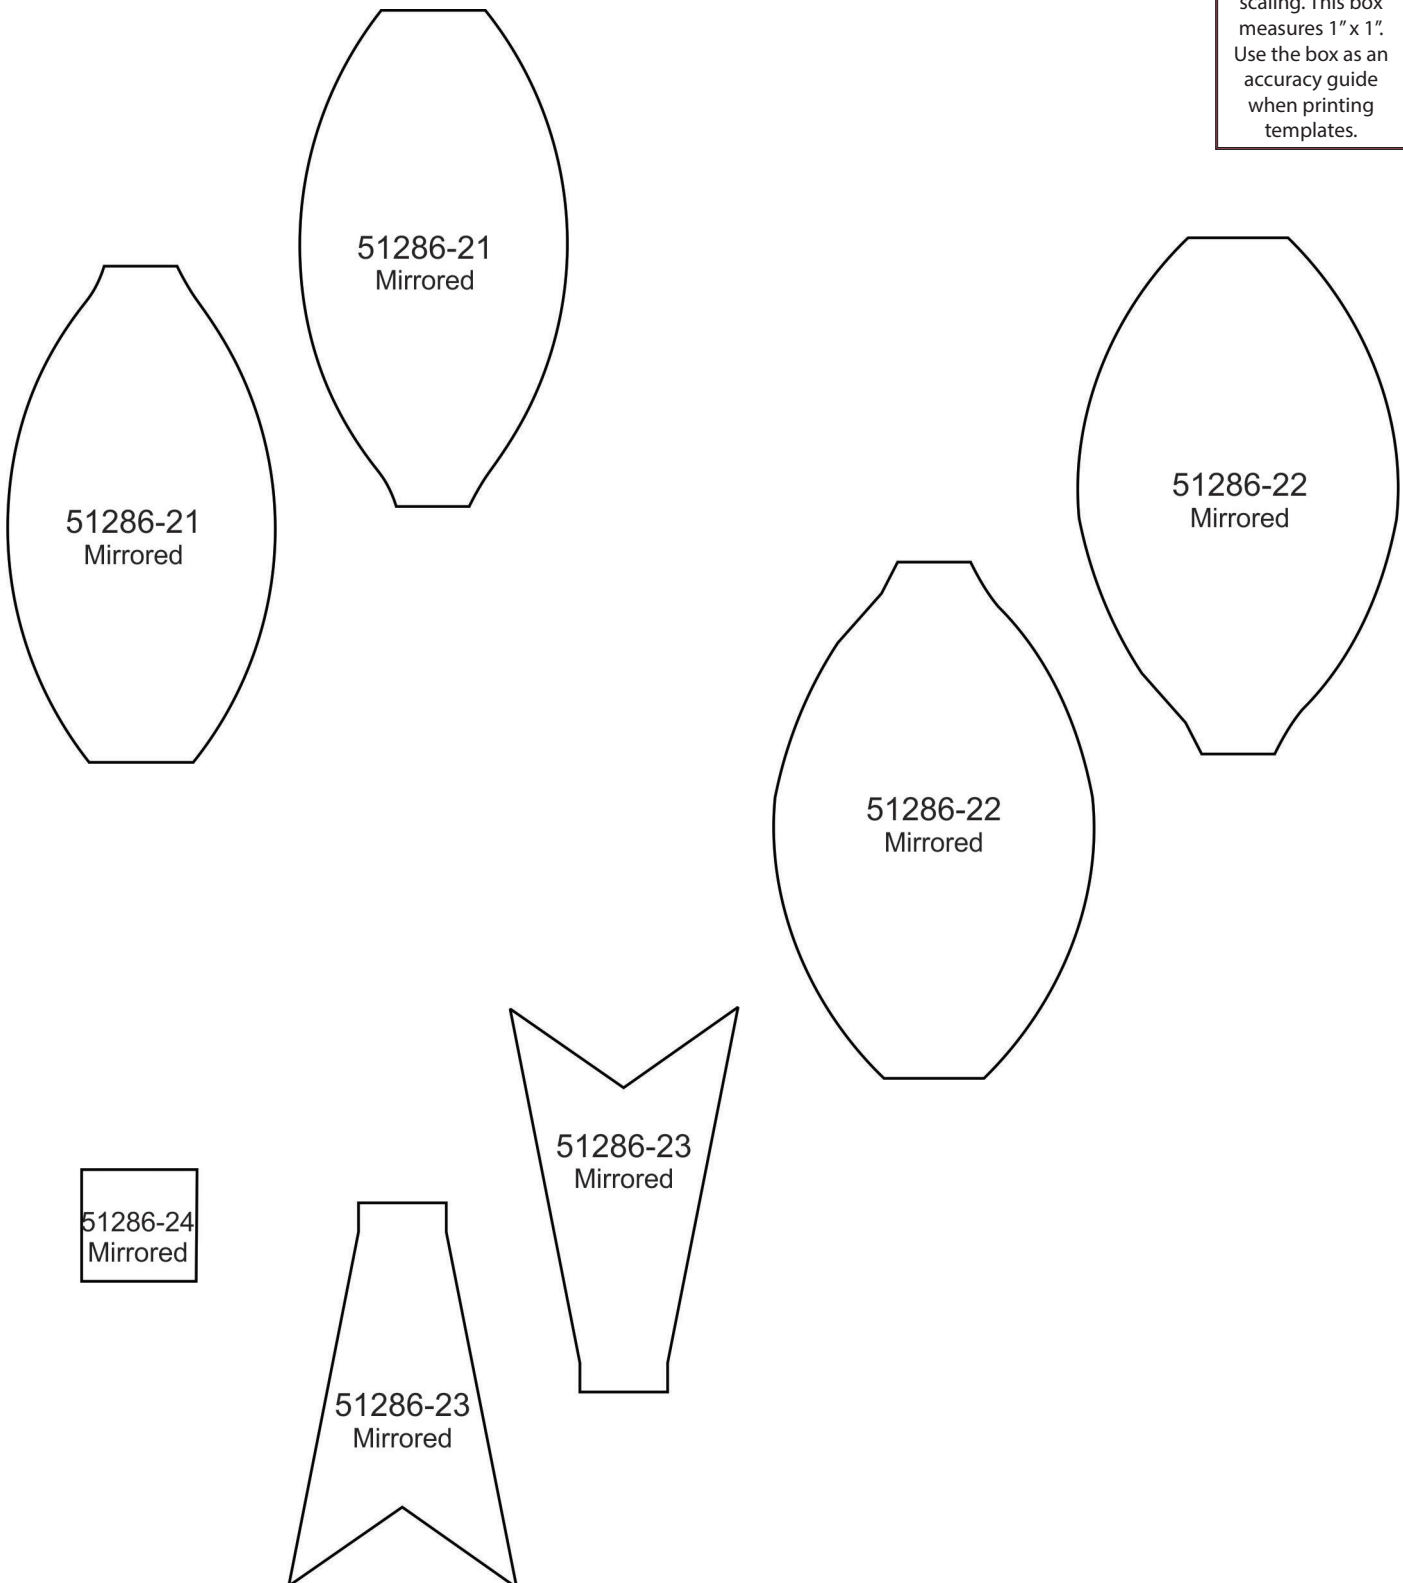 scaling. This box
measures 1” x 1”.
Use the box as an
accuracy guide
when printing
templates.
51286-21
Mirrored
51286-21
Mirrored
51286-22
Mirrored
51286-22
Mirrored
51286-23
Mirrored
51286-24
Mirrored
51286-23
Mirrored